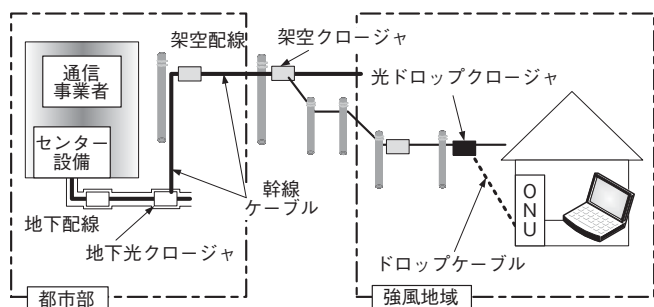 架空配線
架空クロージャ
通信
事業者
光ドロップクロージャ
センター
設備
幹線
ケーブル
ONU
地下配線
地下光クロージャ
ドロップケーブル
都市部
強風地域